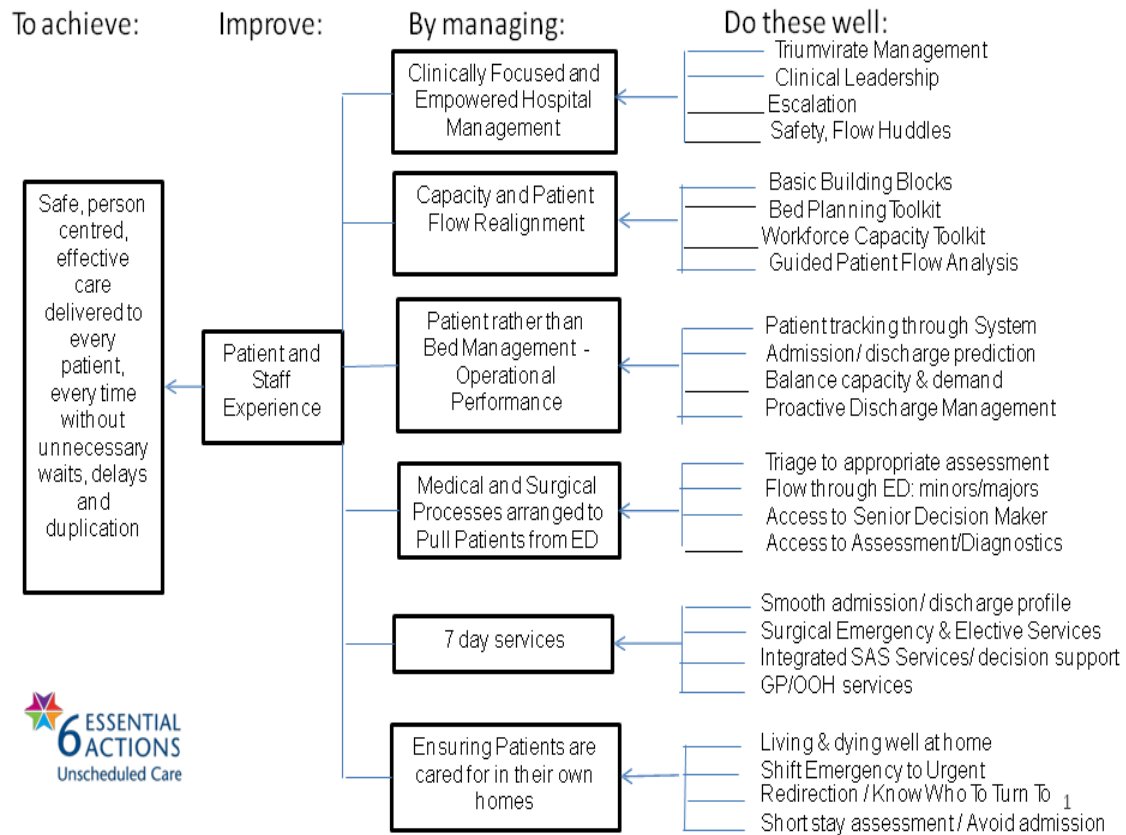 To achieve:
Improve:
By managing:
Do these well:
Safe, person
centred,
effective
care
delivered to
every
patient,
every time
without
unnecessary
waits, delays
and
duplication
Patient and
Staff
Experience
Clinically Focused and
Empowered Hospital
Management
Triumvirate Management
Clinical Leadership
Escalation
Safety, Flow Huddles
Capacity and Patient
Flow Realignment
Basic Building Blocks
Bed Planning Toolkit
Workforce Capacity Toolkit
Guided Patient Flow Analysis
Patient rather than
Bed Management -
Operational
Performance
Patient tracking through System
Admission/ discharge prediction
Balance capacity & demand
Proactive Discharge Management
Medical and Surgical
Processes arranged to
Pull Patients from ED
Triage to appropriate assessment
Flow through ED: minors/majors
Access to Senior Decision Maker
Access to Assessment/Diagnostics
7 day services
Smooth admission/ discharge profile
Surgical Emergency & Elective Services
Integrated SAS Services/ decision support
GP/OOH services
Ensuring Patients are
cared for in their own
homes
Living & dying well at home
Shift Emergency to Urgent
Redirection / Know Who To Turn To
Short stay assessment / Avoid admission
6 ESSENTIAL
ACTIONS
Unscheduled Care
1